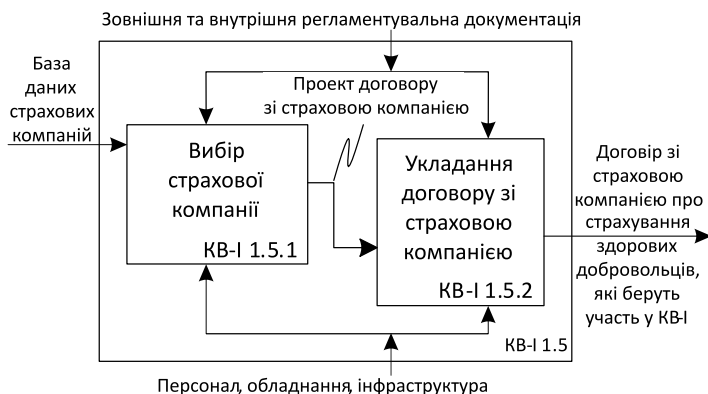 Зовнішня та внутрішня регламентувальна документація
База
даних
страхових
компаній
Проект договору
зі страховою компанією
Вибір
страхової
компанії
КВ-І 1.5.1
Укладання
договору зі
страховою
компанією
КВ-І 1.5.2
Договір зі
страховою
компанією про
страхування
здорових
добровольців,
які беруть
участь у КВ-І
КВ-І 1.5
Персонал, обладнання, інфраструктура